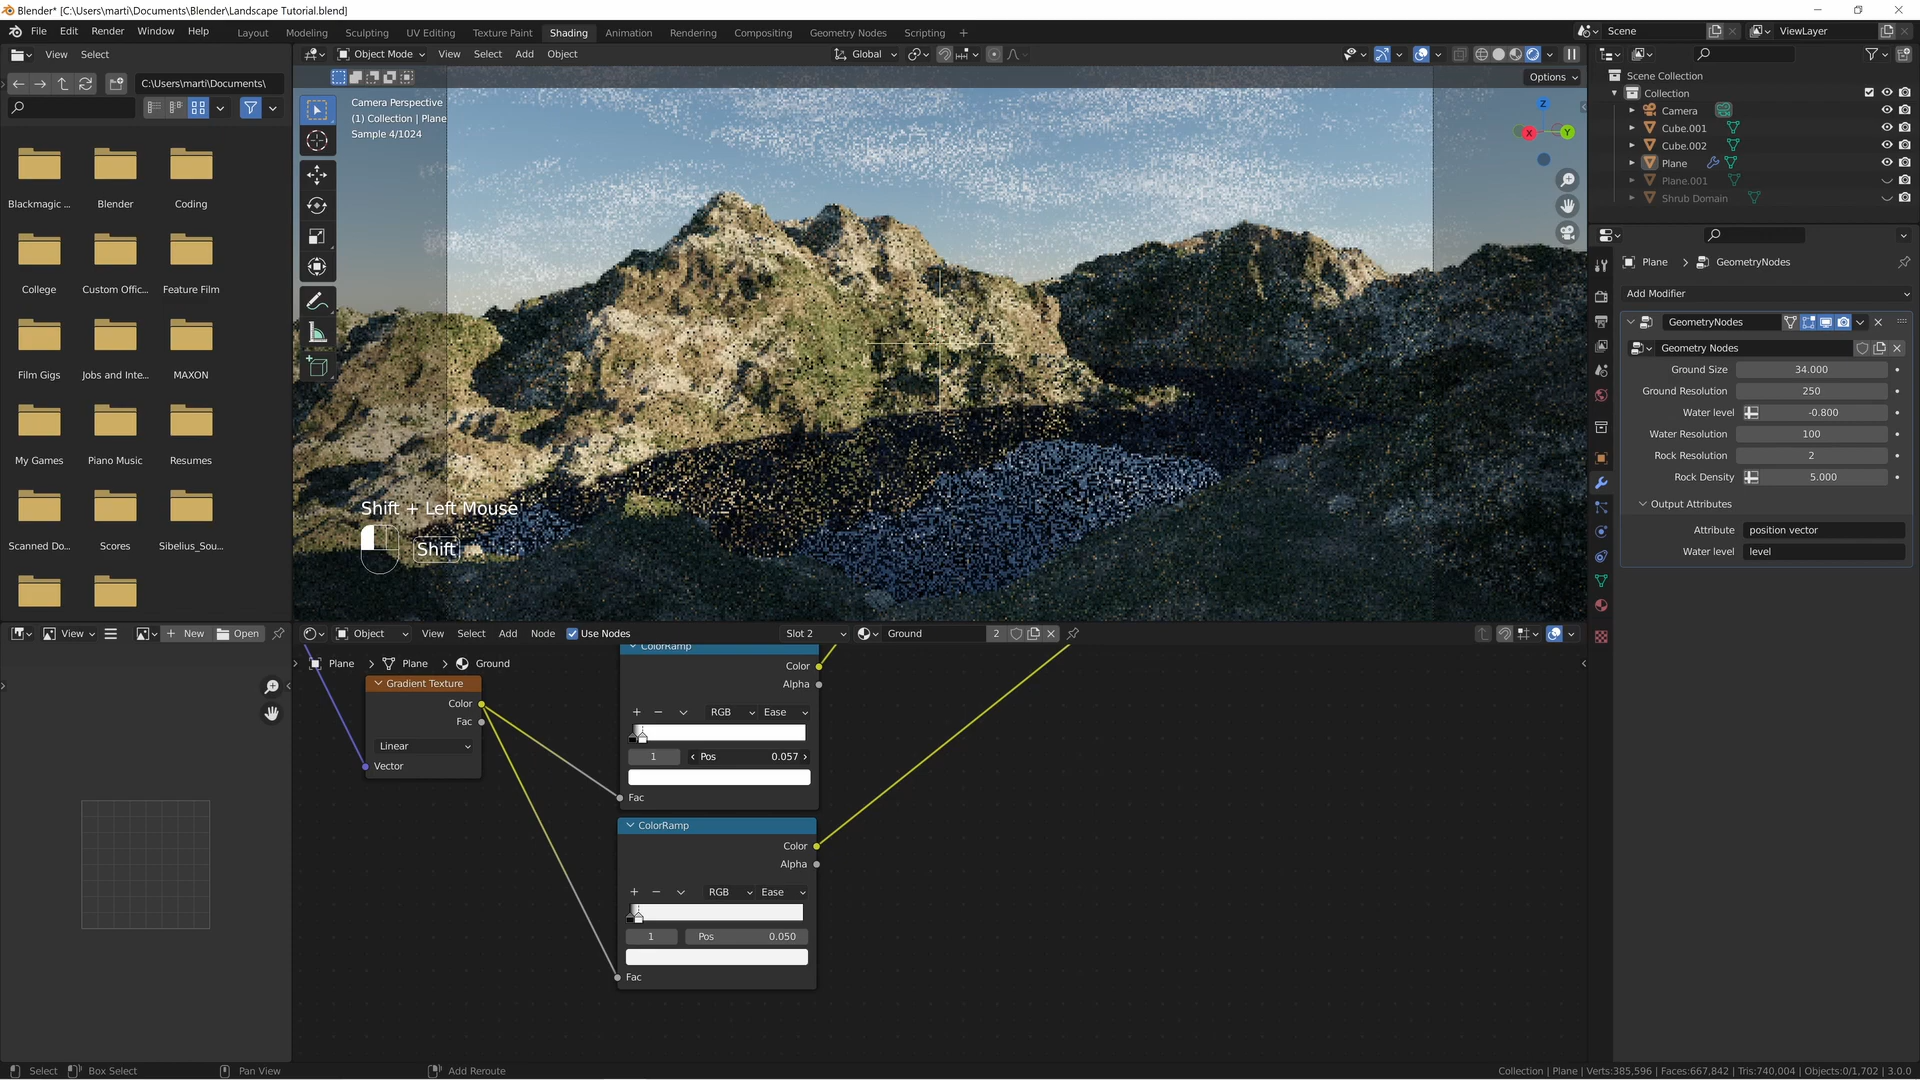 Blender* [C:\Users\marti\Documents\Blender\Landscape Tutorial.blend]
File Edit Render Window Help Layout Modeling Sculpting UV Editing Texture Paint Shading Animation Rendering Compositing Geometry Nodes Scripting + Scene ViewLayer
View Select Object Mode View Select Add Object Global
C:\Users\marti\Documents\ Options
Camera Perspective
(1) Collection | Plane
Sample 4/1024
Z
X
Y
Scene Collection
Collection
Camera
Cube.001
Cube.002
Plane
Plane.001
Shrub Domain
Blackmagic ... Blender Coding
College Custom Offic... Feature Film
Film Gigs Jobs and Inte... MAXON
My Games Piano Music Resumes
Scanned Do... Scores Sibelius_Sou...
Plane > GeometryNodes
Add Modifier
GeometryNodes
Geometry Nodes
Ground Size 34.000
Ground Resolution 250
Water level -0.800
Water Resolution 100
Rock Resolution 2
Rock Density 5.000
Output Attributes
Attribute position vector
Water level level
Shift + Left Mouse
Shift
View New Open Object View Select Add Node Use Nodes Slot 2 Ground 2
Plane > Plane > Ground
Gradient Texture
Color
Fac
Linear
Vector
ColorRamp
Color
Alpha
+ − RGB Ease
1 Pos 0.057
Fac
ColorRamp
Color
Alpha
+ − RGB Ease
1 Pos 0.050
Fac
Select Box Select Pan View Add Reroute Collection | Plane | Verts:385,596 | Faces:667,842 | Tris:740,004 | Objects:0/1,702 | 3.0.0